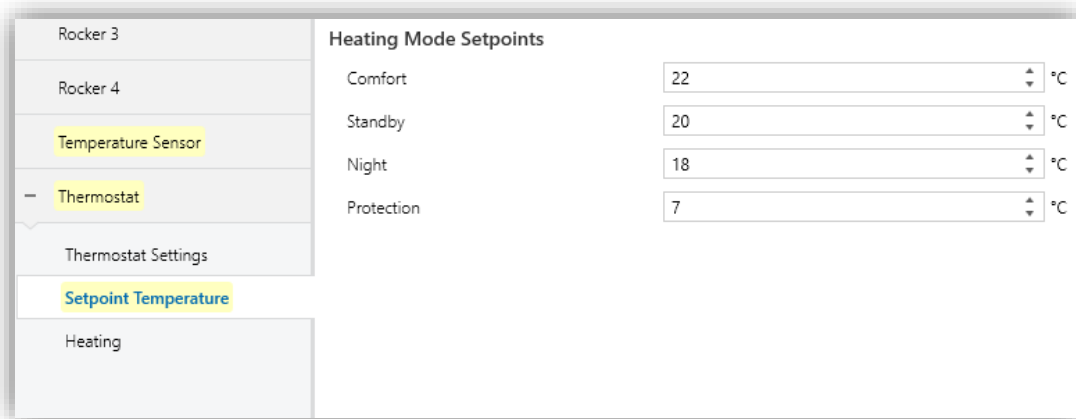 Rocker 3
Rocker 4
Temperature Sensor
− Thermostat
Thermostat Settings
Setpoint Temperature
Heating
Heating Mode Setpoints
Comfort 22 °C
Standby 20 °C
Night 18 °C
Protection 7 °C